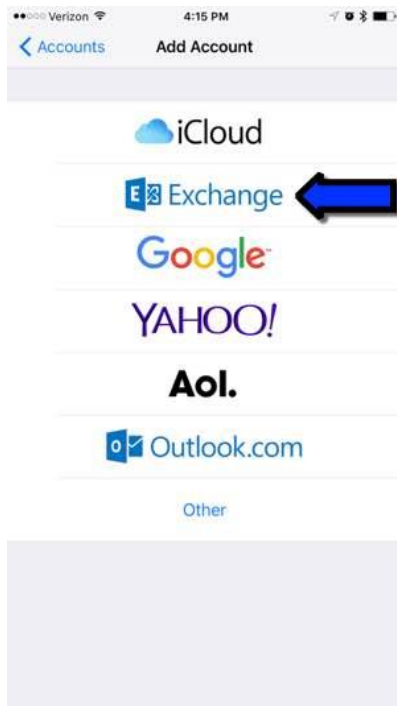 Verizon 4:15 PM
Accounts Add Account
iCloud
E Exchange
Google
YAHOO!
Aol.
o Outlook.com
Other